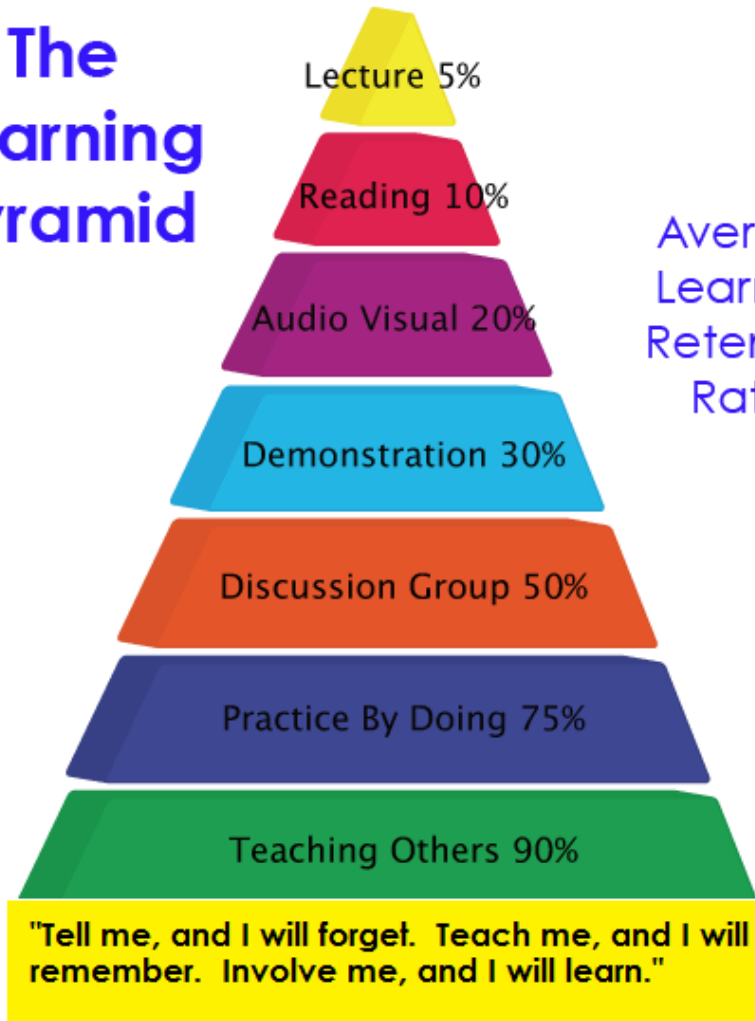 The
arning
ramid
Lecture 5%
Reading 10%
Audio Visual 20%
Aver
Lear
Reter
Ra
Demonstration 30%
Discussion Group 50%
Practice By Doing 75%
Teaching Others 90%
"Tell me, and I will forget. Teach me, and I will
remember. Involve me, and I will learn."